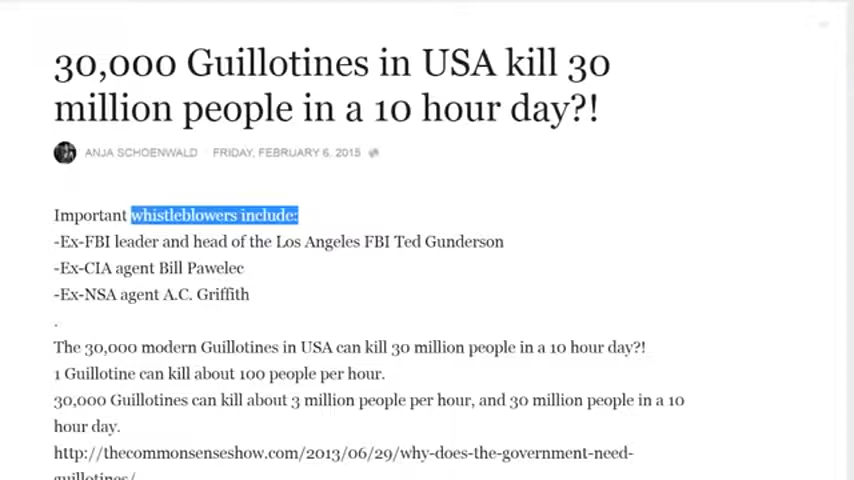 30,000 Guillotines in USA kill 30
million people in a 10 hour day?!
ANJA SCHOENWALD · FRIDAY, FEBRUARY 6, 2015
Important whistleblowers include:
-Ex-FBI leader and head of the Los Angeles FBI Ted Gunderson
-Ex-CIA agent Bill Pawelec
-Ex-NSA agent A.C. Griffith
.
The 30,000 modern Guillotines in USA can kill 30 million people in a 10 hour day?!
1 Guillotine can kill about 100 people per hour.
30,000 Guillotines can kill about 3 million people per hour, and 30 million people in a 10
hour day.
http://thecommonsenseshow.com/2013/06/29/why-does-the-government-need-
guillotines/